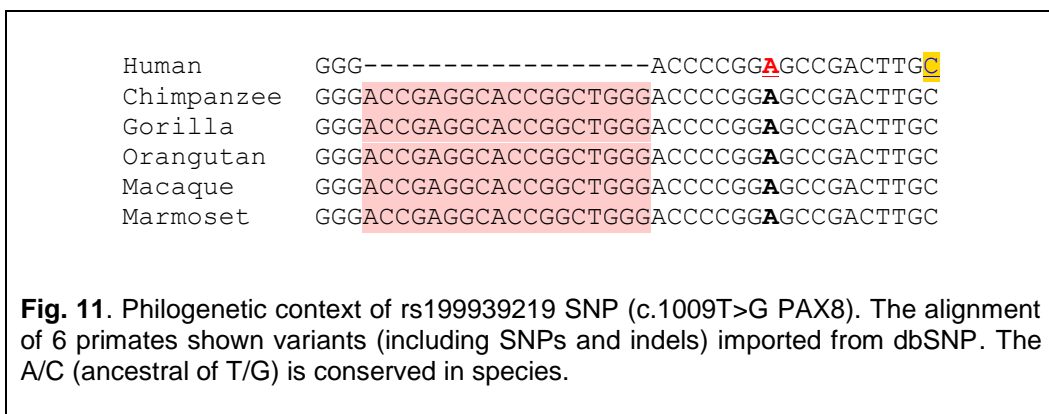 Human GGG------------------ACCCCGGAGCCGACTTGC
Chimpanzee GGGACCGAGGCACCGGCTGGGACCCCGGAGCCGACTTGC
Gorilla GGGACCGAGGCACCGGCTGGGACCCCGGAGCCGACTTGC
Orangutan GGGACCGAGGCACCGGCTGGGACCCCGGAGCCGACTTGC
Macaque GGGACCGAGGCACCGGCTGGGACCCCGGAGCCGACTTGC
Marmoset GGGACCGAGGCACCGGCTGGGACCCCGGAGCCGACTTGC
Fig. 11. Philogenetic context of rs199939219 SNP (c.1009T>G PAX8). The alignment
of 6 primates shown variants (including SNPs and indels) imported from dbSNP. The
A/C (ancestral of T/G) is conserved in species.